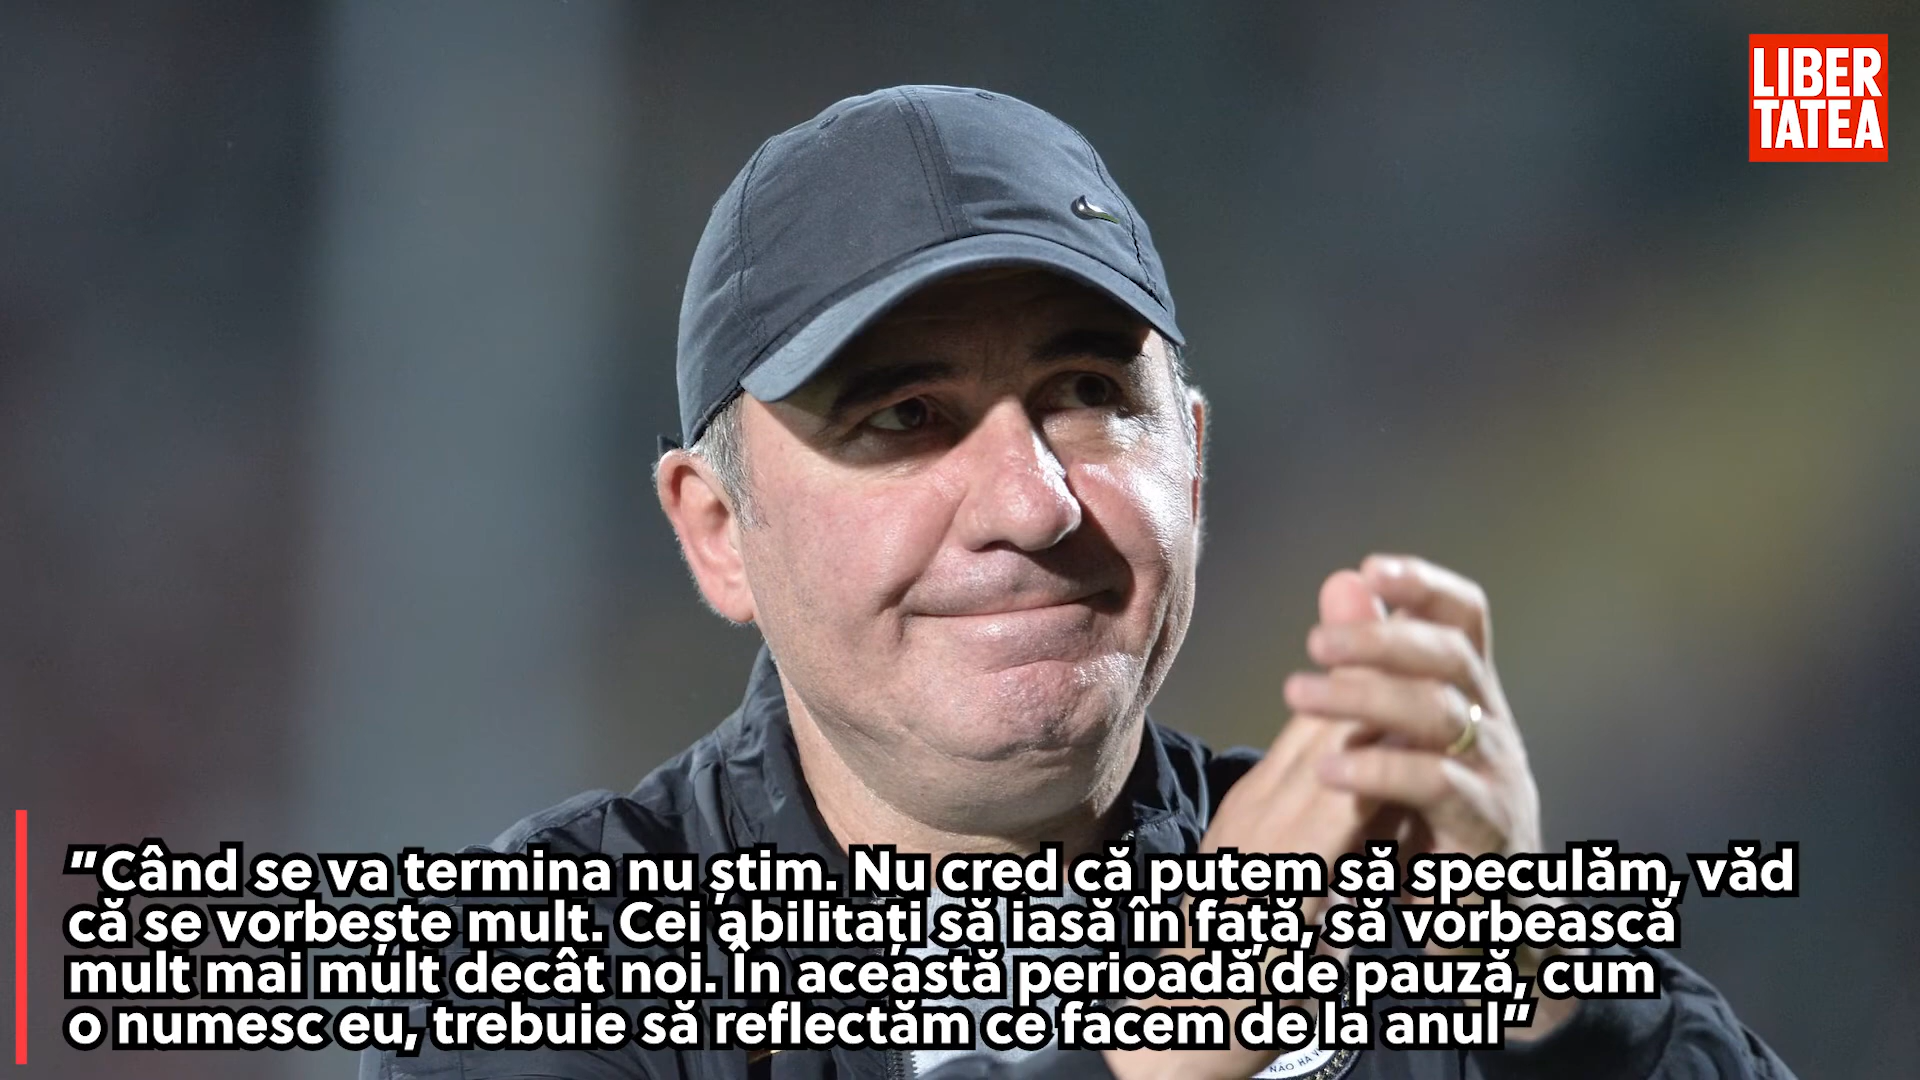 LIBER
TATEA
"Când se va termina nu știm. Nu cred că putem să speculăm, văd
că se vorbește mult. Cei abilitați să iasă în față, să vorbească
mult mai mult decât noi. În această perioadă de pauză, cum
o numesc eu, trebuie să reflectăm ce facem de la anul"
NÃO HÁ